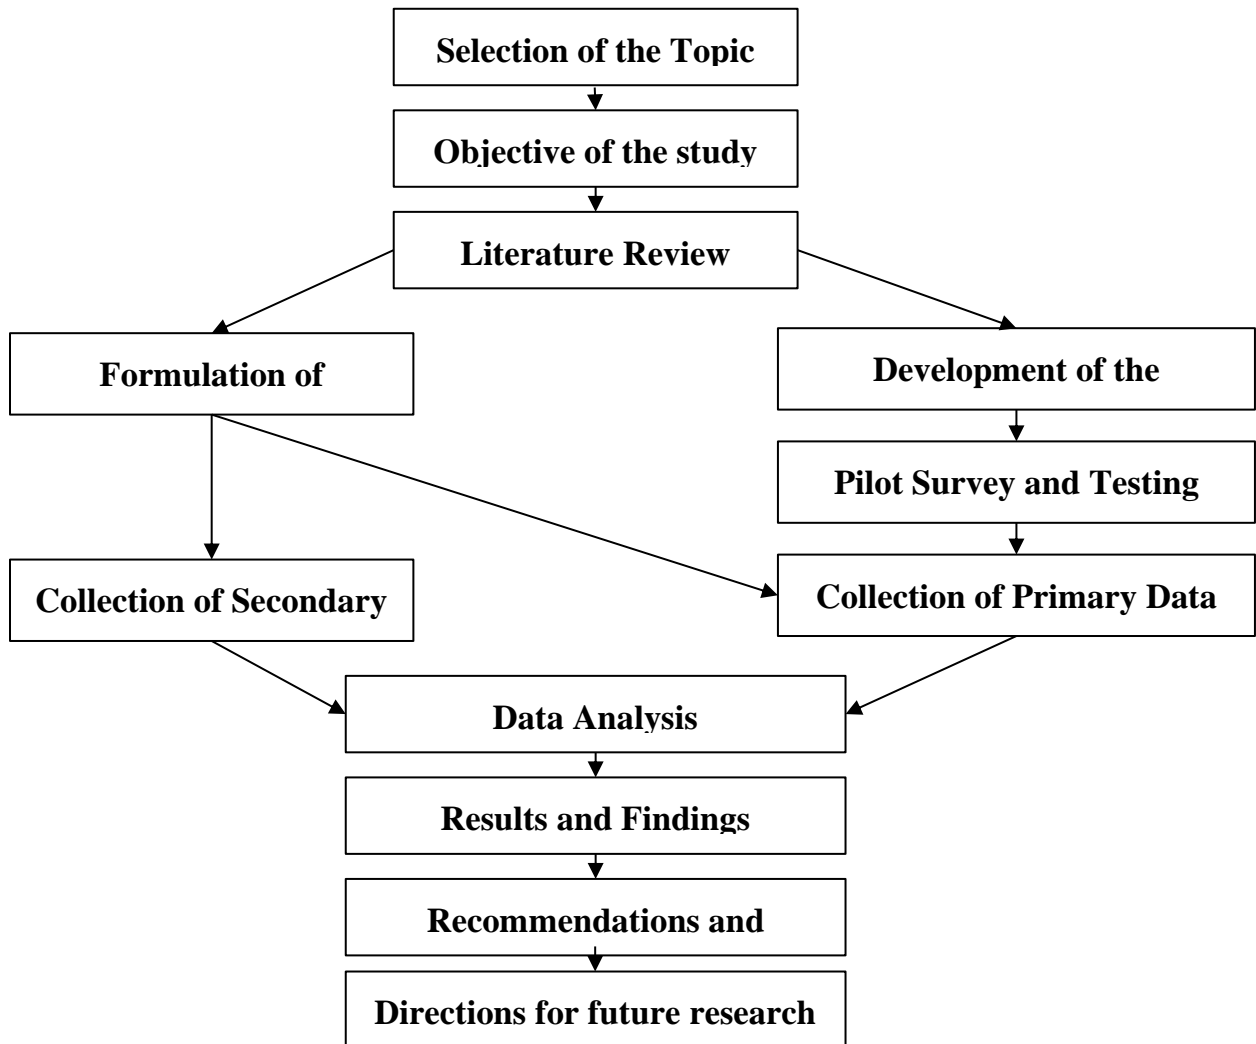 Selection of the Topic
Objective of the study
Literature Review
Formulation of
Development of the
Pilot Survey and Testing
Collection of Secondary
Collection of Primary Data
Data Analysis
Results and Findings
Recommendations and
Directions for future research